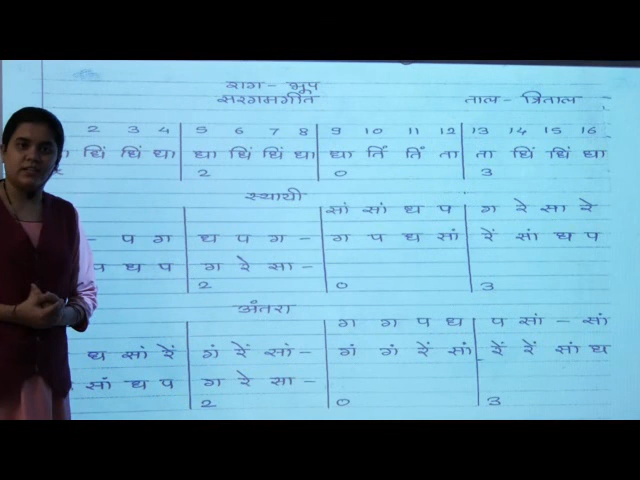 राग - भूप
सरगमगीत ताल - त्रिताल
2 3 4 | 5 6 7 8 | 9 10 11 12 | 13 14 15 16
धिं धिं धा | धा धिं धिं धा | धा तिं तिं ता | ता धिं धिं धा
2 0 3
स्थायी
सां सां ध प | ग रे सा रे
- प ग | ध प ग - | ग प ध सां | रें सां ध प
प ध प | ग रे सा -
2 0 3
अंतरा
ग ग प ध | प सां - सां
ध सां रें | गं रें सां - | गं गं रें सां | रें रें सां ध
सां ध प | ग रे सा -
2 0 3